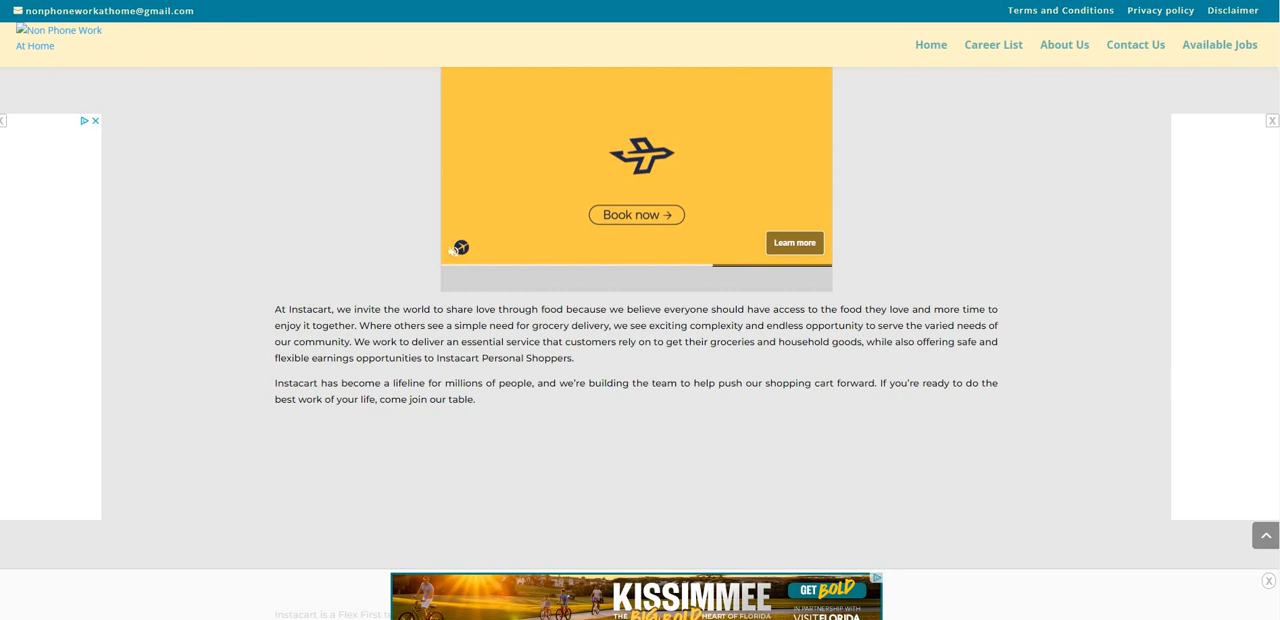 nonphoneworkathome@gmail.com
Terms and Conditions Privacy policy Disclaimer
Non Phone Work
At Home
Home Career List About Us Contact Us Available Jobs
X
X
Book now →
Learn more
At Instacart, we invite the world to share love through food because we believe everyone should have access to the food they love and more time to
enjoy it together. Where others see a simple need for grocery delivery, we see exciting complexity and endless opportunity to serve the varied needs of
our community. We work to deliver an essential service that customers rely on to get their groceries and household goods, while also offering safe and
flexible earnings opportunities to Instacart Personal Shoppers.
Instacart has become a lifeline for millions of people, and we're building the team to help push our shopping cart forward. If you're ready to do the
best work of your life, come join our table.
X
KISSIMMEE
THE BIG BOLD HEART OF FLORIDA
GET BOLD
IN PARTNERSHIP WITH
VISITFLORIDA
Instacart is a Flex First